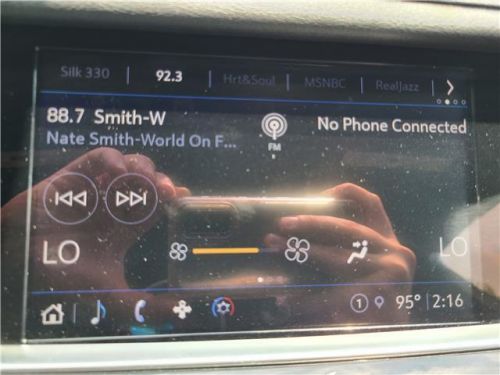 Silk 330 92.3 Hrt&Soul MSNBC RealJazz
88.7 Smith-W
Nate Smith-World On F...
FM
No Phone Connected
LO
LO
1 95° 2:16